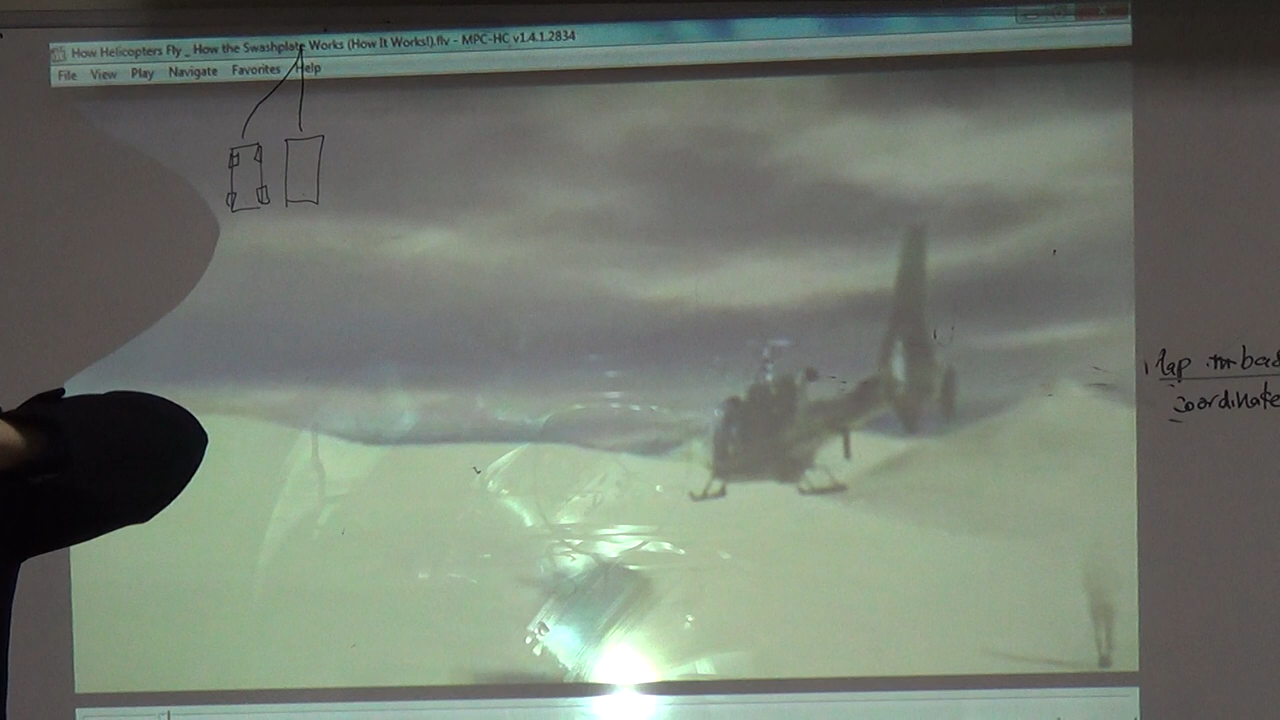 How Helicopters Fly _ How the Swashplate Works (How It Works!).flv - MPC-HC v1.4.1.2834
File View Play Navigate Favorites Help
coordinate